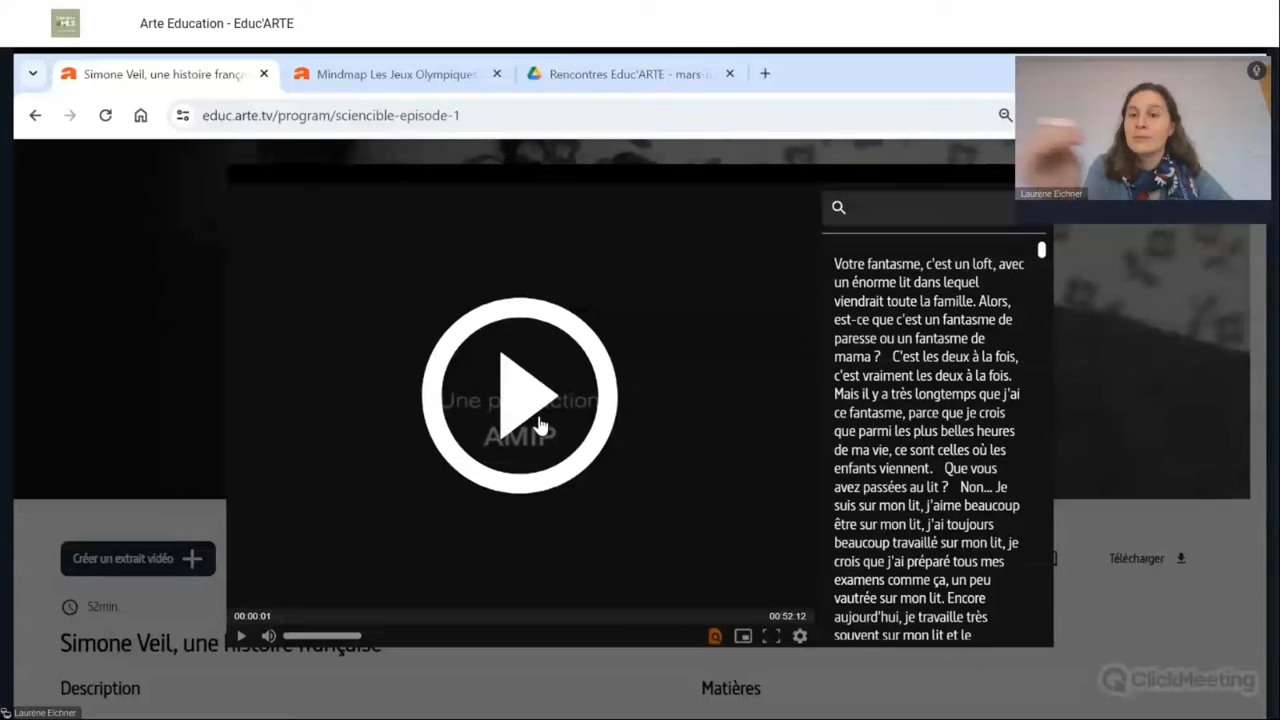 Arte Education - Educ'ARTE
Simone Veil, une histoire frança
Mindmap Les Jeux Olympiques
Rencontres Educ'ARTE - mars-
educ.arte.tv/program/sciencible-episode-1
Laurène Eichner
Votre fantasme, c'est un loft, avec
un énorme lit dans lequel
viendrait toute la famille. Alors,
est-ce que c'est un fantasme de
paresse ou un fantasme de
mama ? C'est les deux à la fois,
c'est vraiment les deux à la fois.
Mais il y a très longtemps que j'ai
ce fantasme, parce que je crois
que parmi les plus belles heures
de ma vie, ce sont celles où les
enfants viennent. Que vous
avez passées au lit ? Non... Je
suis sur mon lit, j'aime beaucoup
être sur mon lit, j'ai toujours
beaucoup travaillé sur mon lit, je
crois que j'ai préparé tous mes
examens comme ça, un peu
vautrée sur mon lit. Encore
aujourd'hui, je travaille très
souvent sur mon lit et le
Une production
AMIP
Créer un extrait vidéo
Télécharger
52min.
00:00:01
00:52:12
Simone Veil, une histoire française
Description
Matières
ClickMeeting
Laurène Eichner